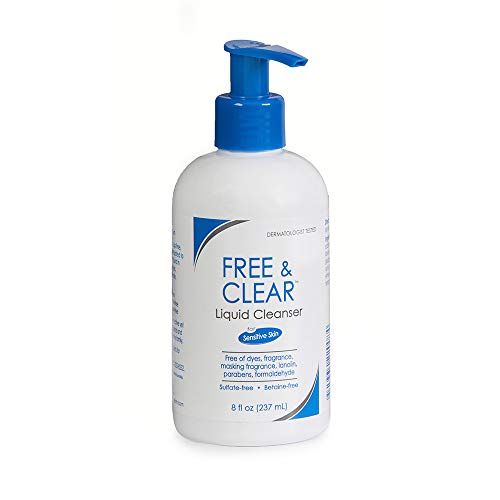 DERMATOLOGIST TESTED
FREE &
CLEAR™
Liquid Cleanser
for
Sensitive Skin
Free of dyes, fragrance,
masking fragrance, lanolin,
parabens, formaldehyde
Sulfate-free • Betaine-free
8 fl oz (237 mL)